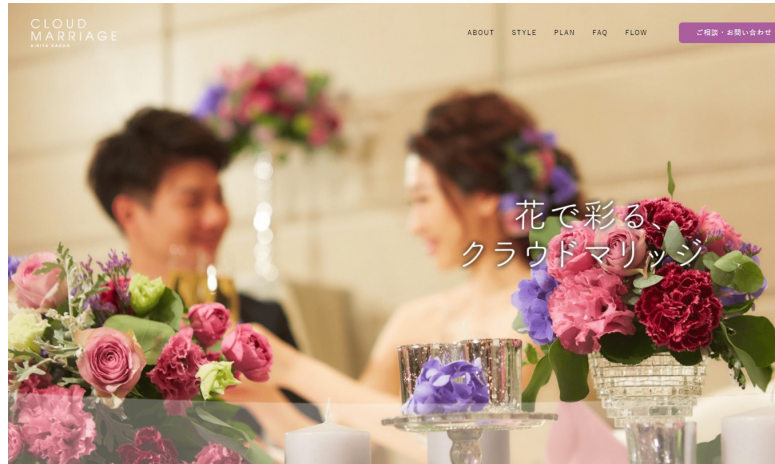 CLOUD
MARRIAGE
ABOUT
STYLE
PLAN
FAQ
FLOW
ご相談・お問い合わせ
花で彩る、
クラウドマリッジ